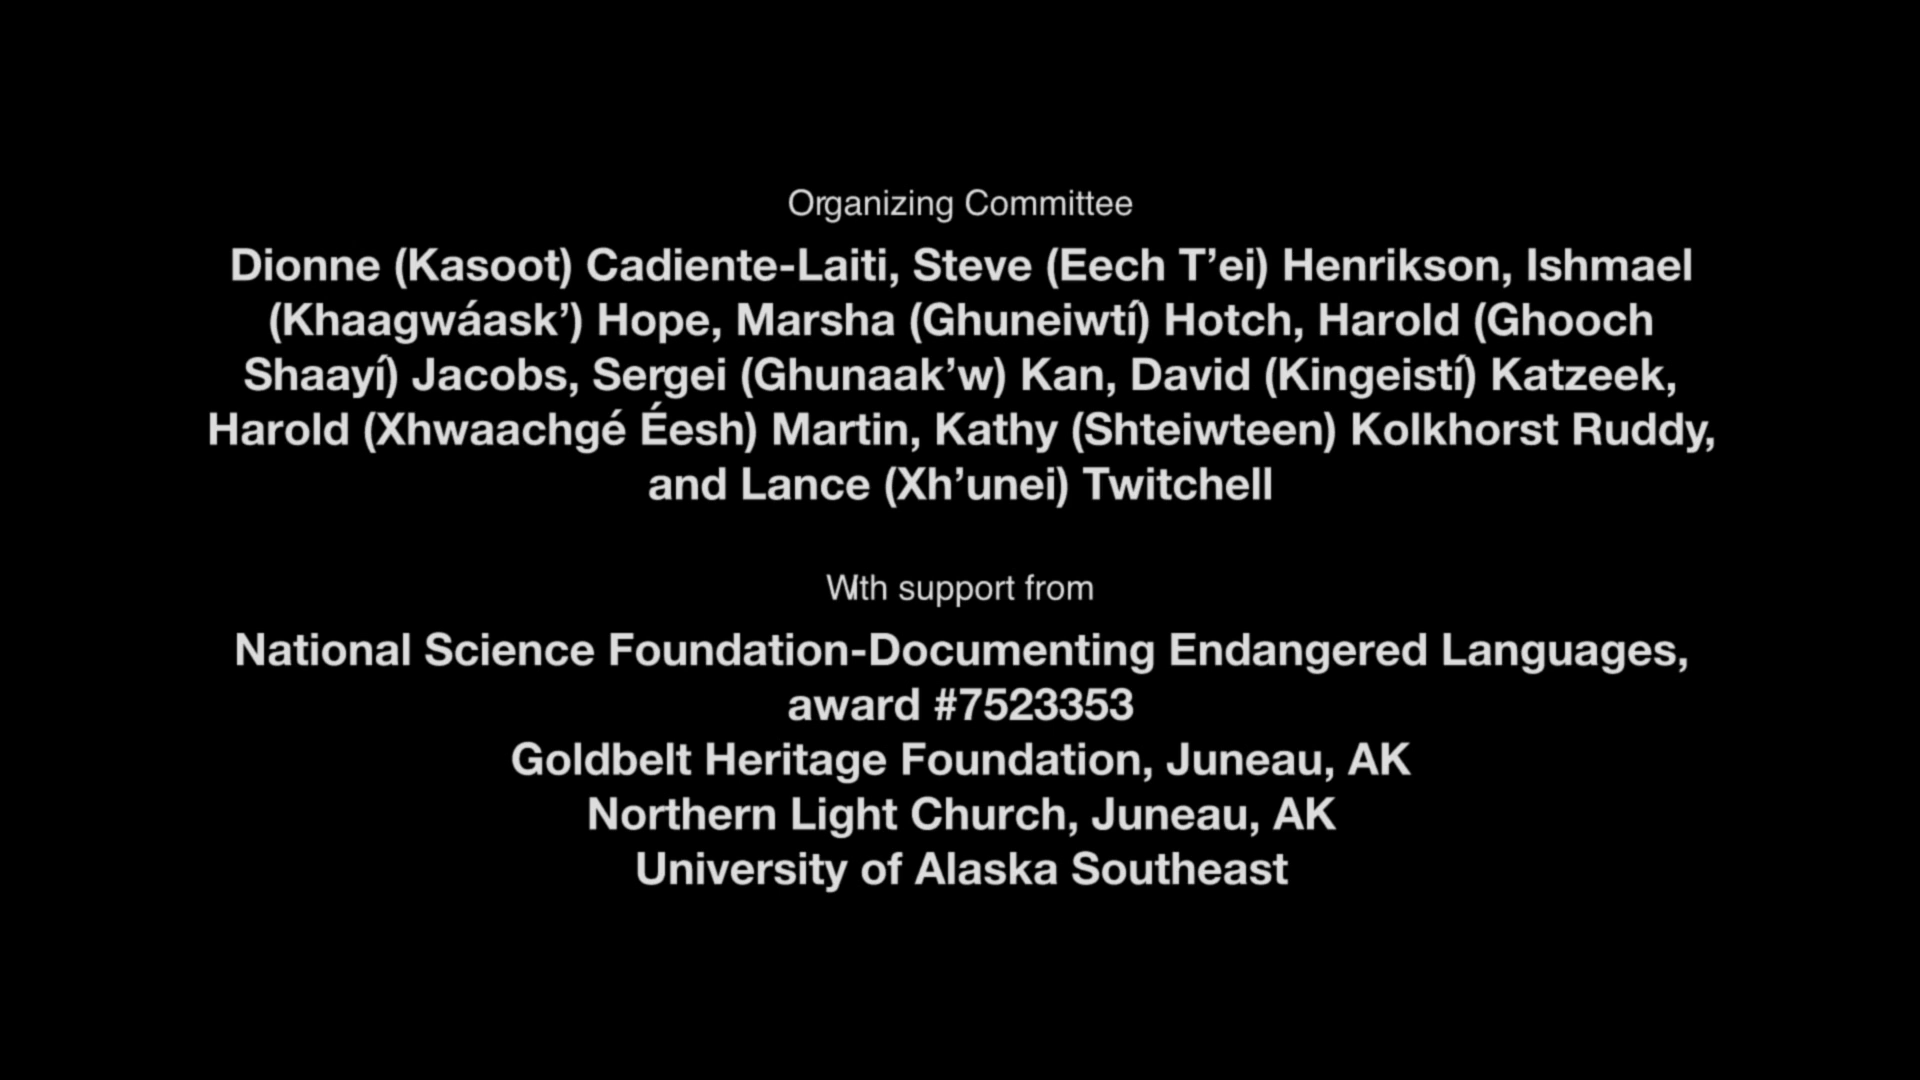 Organizing Committee
Dionne (Kasoot) Cadiente-Laiti, Steve (Eech T’ei) Henrikson, Ishmael
(Khaagwáask’) Hope, Marsha (Ghuneiwtí) Hotch, Harold (Ghooch
Shaayí) Jacobs, Sergei (Ghunaak’w) Kan, David (Kingeistí) Katzeek,
Harold (Xhwaachgé Éesh) Martin, Kathy (Shteiwteen) Kolkhorst Ruddy,
and Lance (Xh’unei) Twitchell
With support from
National Science Foundation-Documenting Endangered Languages,
award #7523353
Goldbelt Heritage Foundation, Juneau, AK
Northern Light Church, Juneau, AK
University of Alaska Southeast